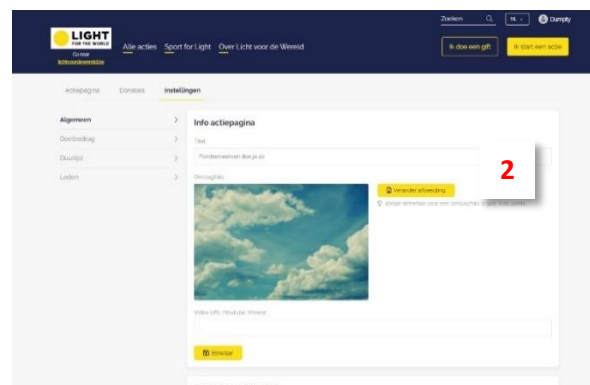 Zoeken
NL
Dumpty
LIGHT
FOR THE WORLD
Ga naar
Alle acties
Sport for Light
Over Licht voor de Wereld
Ik doe een gift
Ik start een actie
Actiepagina
Donaties
Instellingen
Algemeen
Doelbedrag
Duurtijd
Leden
Info actiepagina
Titel
Omslagfoto
2
Verander afbeelding
Video URL (Youtube, Vimeo)
Bewaar